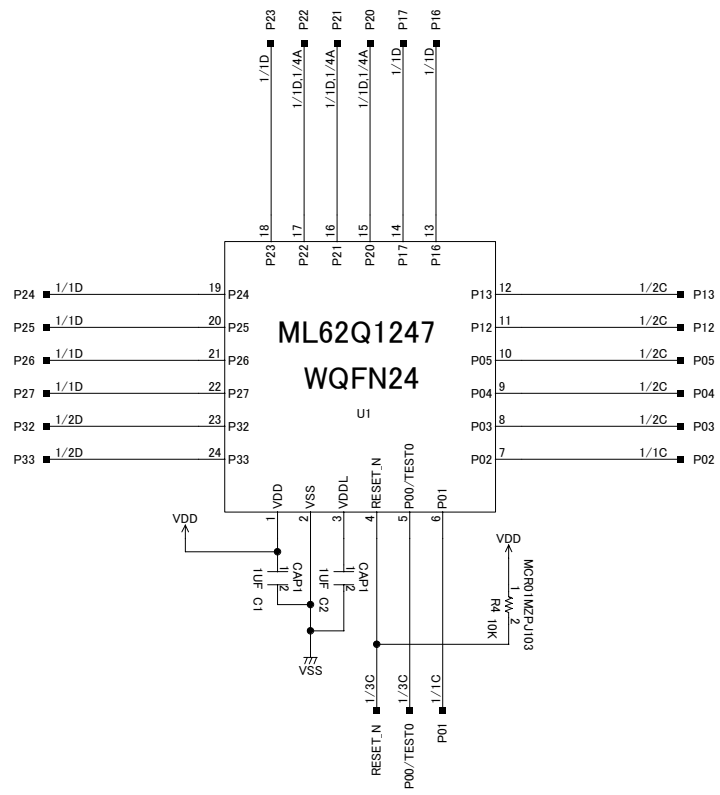 P23 P22 P21 P20 P17 P16
1/1D 1/1D,1/4A 1/1D,1/4A 1/1D,1/4A 1/1D 1/1D
18 17 16 15 14 13
P23 P22 P21 P20 P17 P16
P24 1/1D 19 P24
P25 1/1D 20 P25
P26 1/1D 21 P26
P27 1/1D 22 P27
P32 1/2D 23 P32
P33 1/2D 24 P33
ML62Q1247
WQFN24
U1
P13 12 1/2C P13
P12 11 1/2C P12
P05 10 1/2C P05
P04 9 1/2C P04
P03 8 1/2C P03
P02 7 1/1C P02
VDD VSS VDDL RESET_N P00/TEST0 P01
1 2 3 4 5 6
VDD
CAP1
1 2
1UF C1
CAP1
1 2
1UF C2
VSS
VDD
MCR01MZPJ103
1 2
R4 10K
1/3C 1/3C 1/1C
RESET_N P00/TEST0 P01